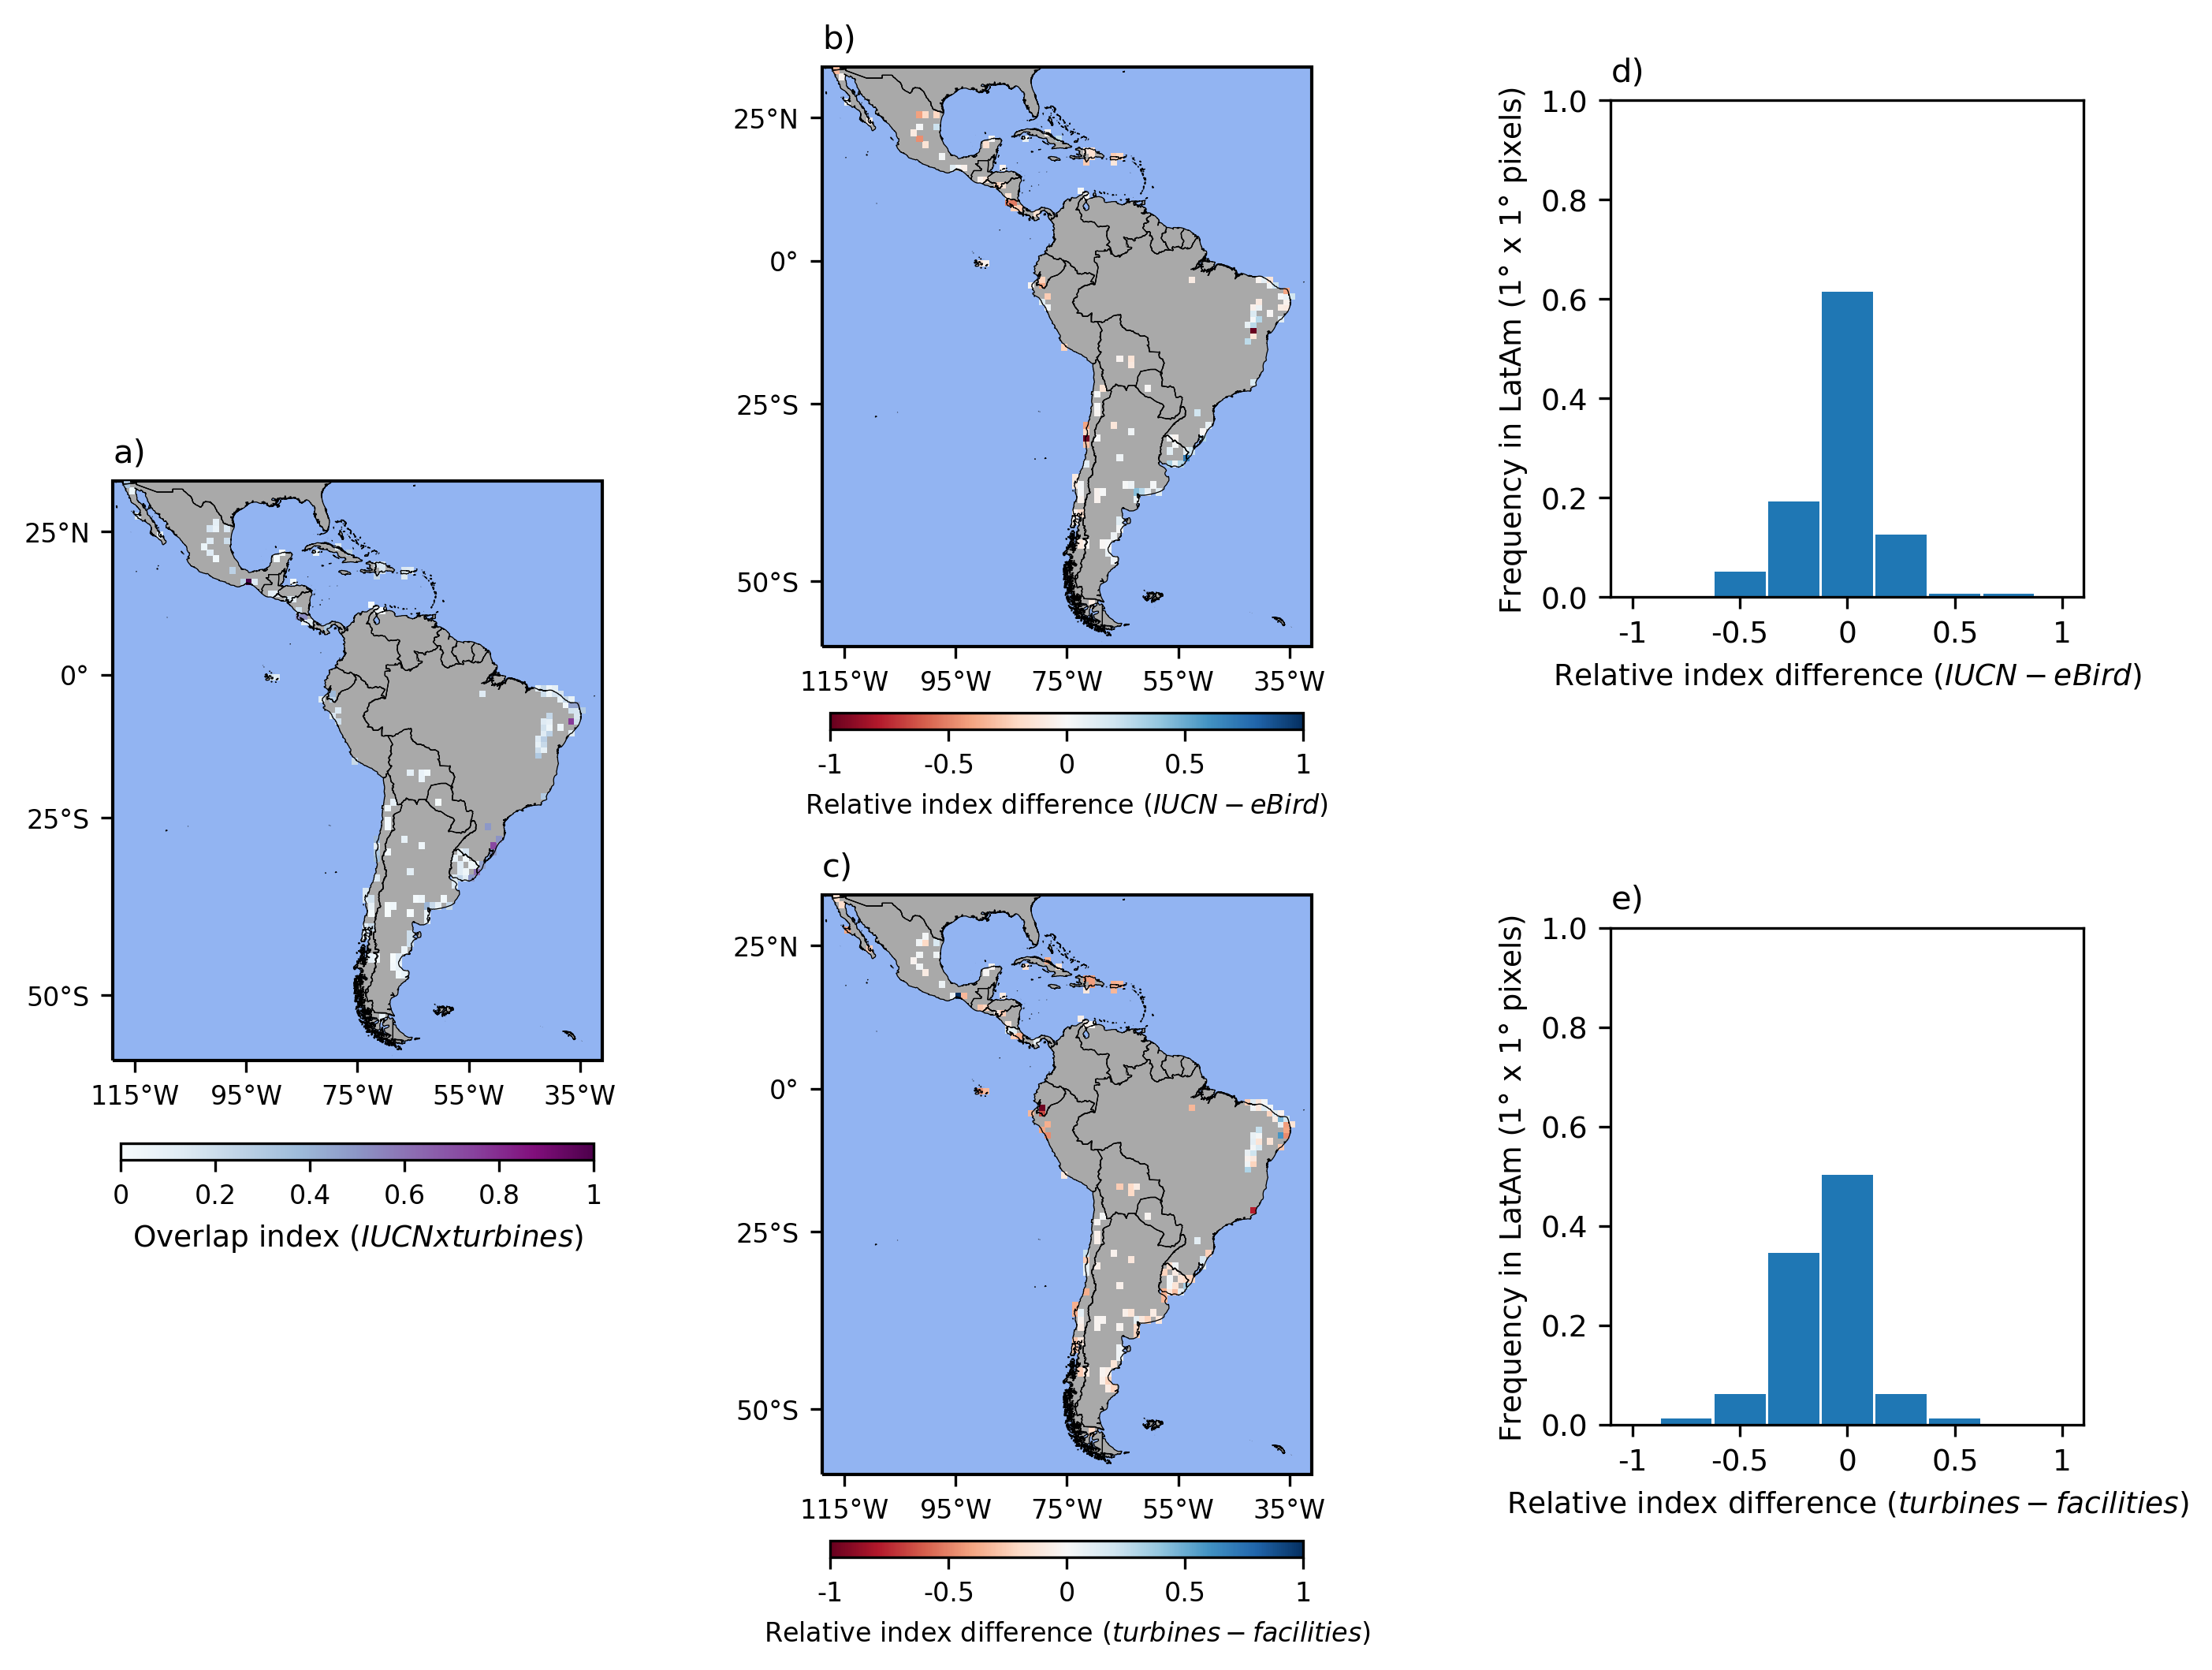 a)
25°N
0°
25°S
50°S
115°W 95°W 75°W 55°W 35°W
0 0.2 0.4 0.6 0.8 1
Overlap index (IUCNxturbines)
b)
25°N
0°
25°S
50°S
115°W 95°W 75°W 55°W 35°W
-1 -0.5 0 0.5 1
Relative index difference (IUCN − eBird)
c)
25°N
0°
25°S
50°S
115°W 95°W 75°W 55°W 35°W
-1 -0.5 0 0.5 1
Relative index difference (turbines − facilities)
d)
Frequency in LatAm (1° x 1° pixels)
1.0
0.8
0.6
0.4
0.2
0.0
-1 -0.5 0 0.5 1
Relative index difference (IUCN − eBird)
e)
Frequency in LatAm (1° x 1° pixels)
1.0
0.8
0.6
0.4
0.2
0.0
-1 -0.5 0 0.5 1
Relative index difference (turbines − facilities)